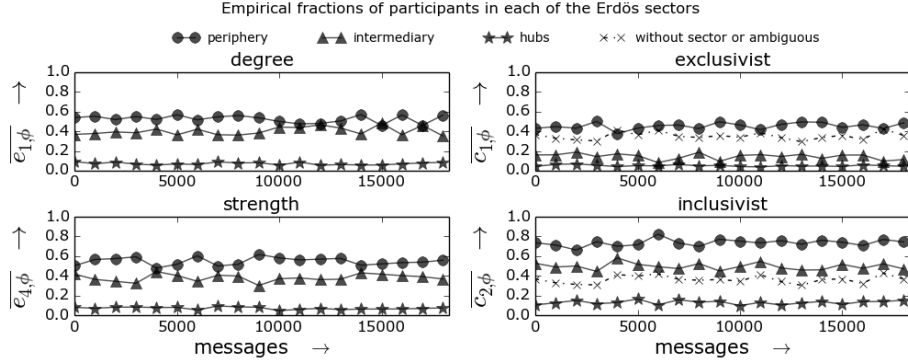 Empirical fractions of participants in each of the Erdös sectors
periphery intermediary hubs without sector or ambiguous
degree
1.0
0.8
0.6
0.4
0.2
0.0
0 5000 10000 15000
e1,ϕ →
exclusivist
1.0
0.8
0.6
0.4
0.2
0.0
0 5000 10000 15000
c1,ϕ →
strength
1.0
0.8
0.6
0.4
0.2
0.0
0 5000 10000 15000
e4,ϕ →
messages →
inclusivist
1.0
0.8
0.6
0.4
0.2
0.0
0 5000 10000 15000
c2,ϕ →
messages →